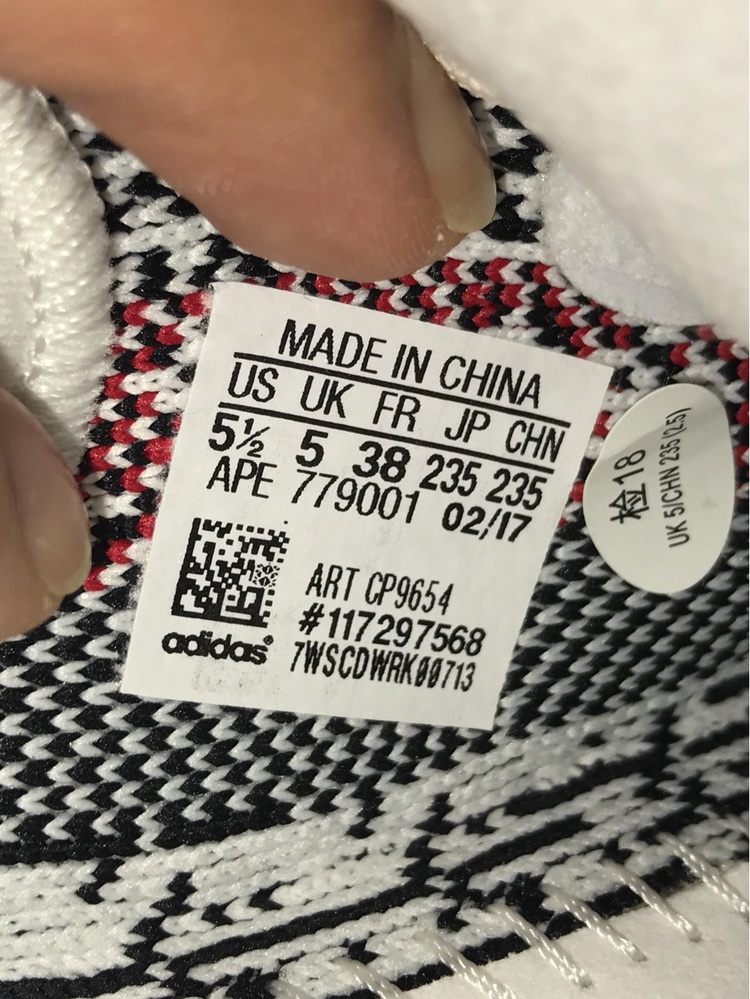 MADE IN CHINA
US UK FR JP CHN
5½ 5 38 235 235
APE 779001 02/17
ART CP9654
#117297568
7WSCDWRK00713
adidas®
检18
UK 5/CHN 235 (2.5)